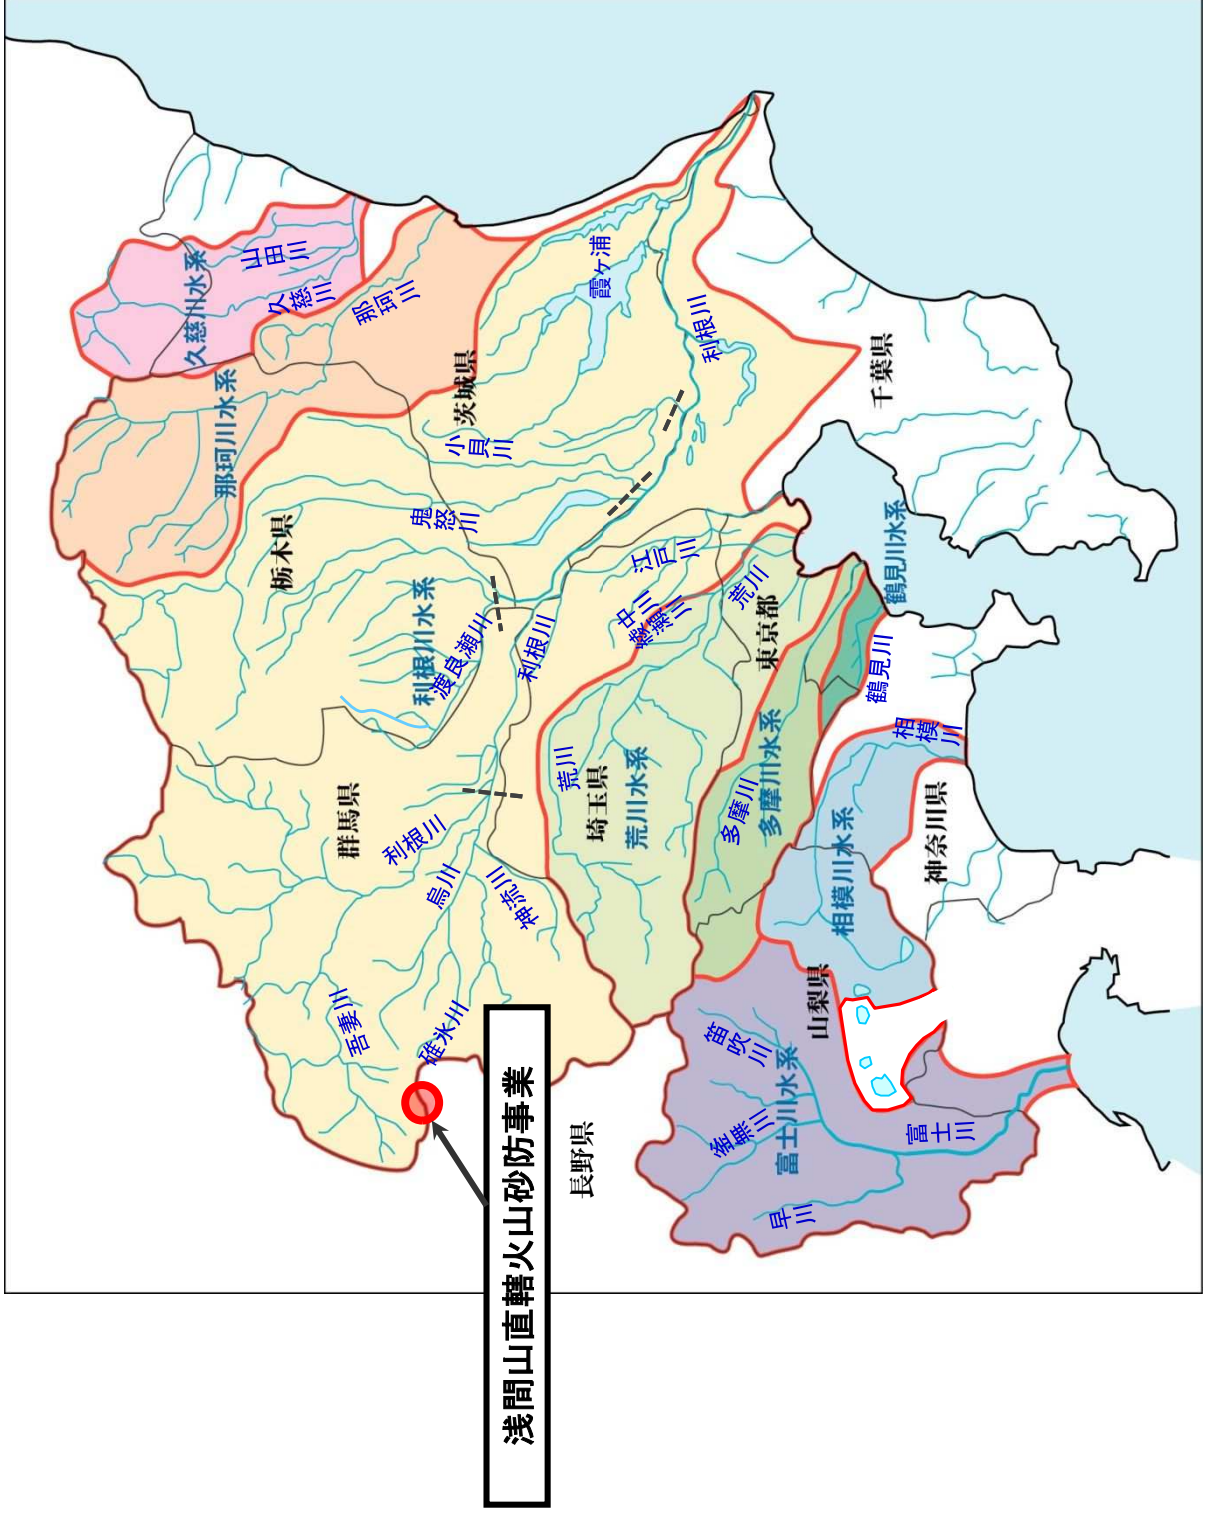 久慈川水系
山田川
久慈川
那珂川
那珂川水系
茨城県
霞ヶ浦
利根川
千葉県
小貝川
鬼怒川
栃木県
利根川水系
渡良瀬川
利根川
江戸川
中川
綾瀬川
荒川
東京都
鶴見川水系
鶴見川
相模川
荒川
埼玉県
荒川水系
多摩川
多摩川水系
相模川水系
神奈川県
群馬県
利根川
烏川
神流川
吾妻川
碓氷川
浅間山直轄火山砂防事業
長野県
山梨県
笛吹川
富士川水系
釜無川
富士川
早川